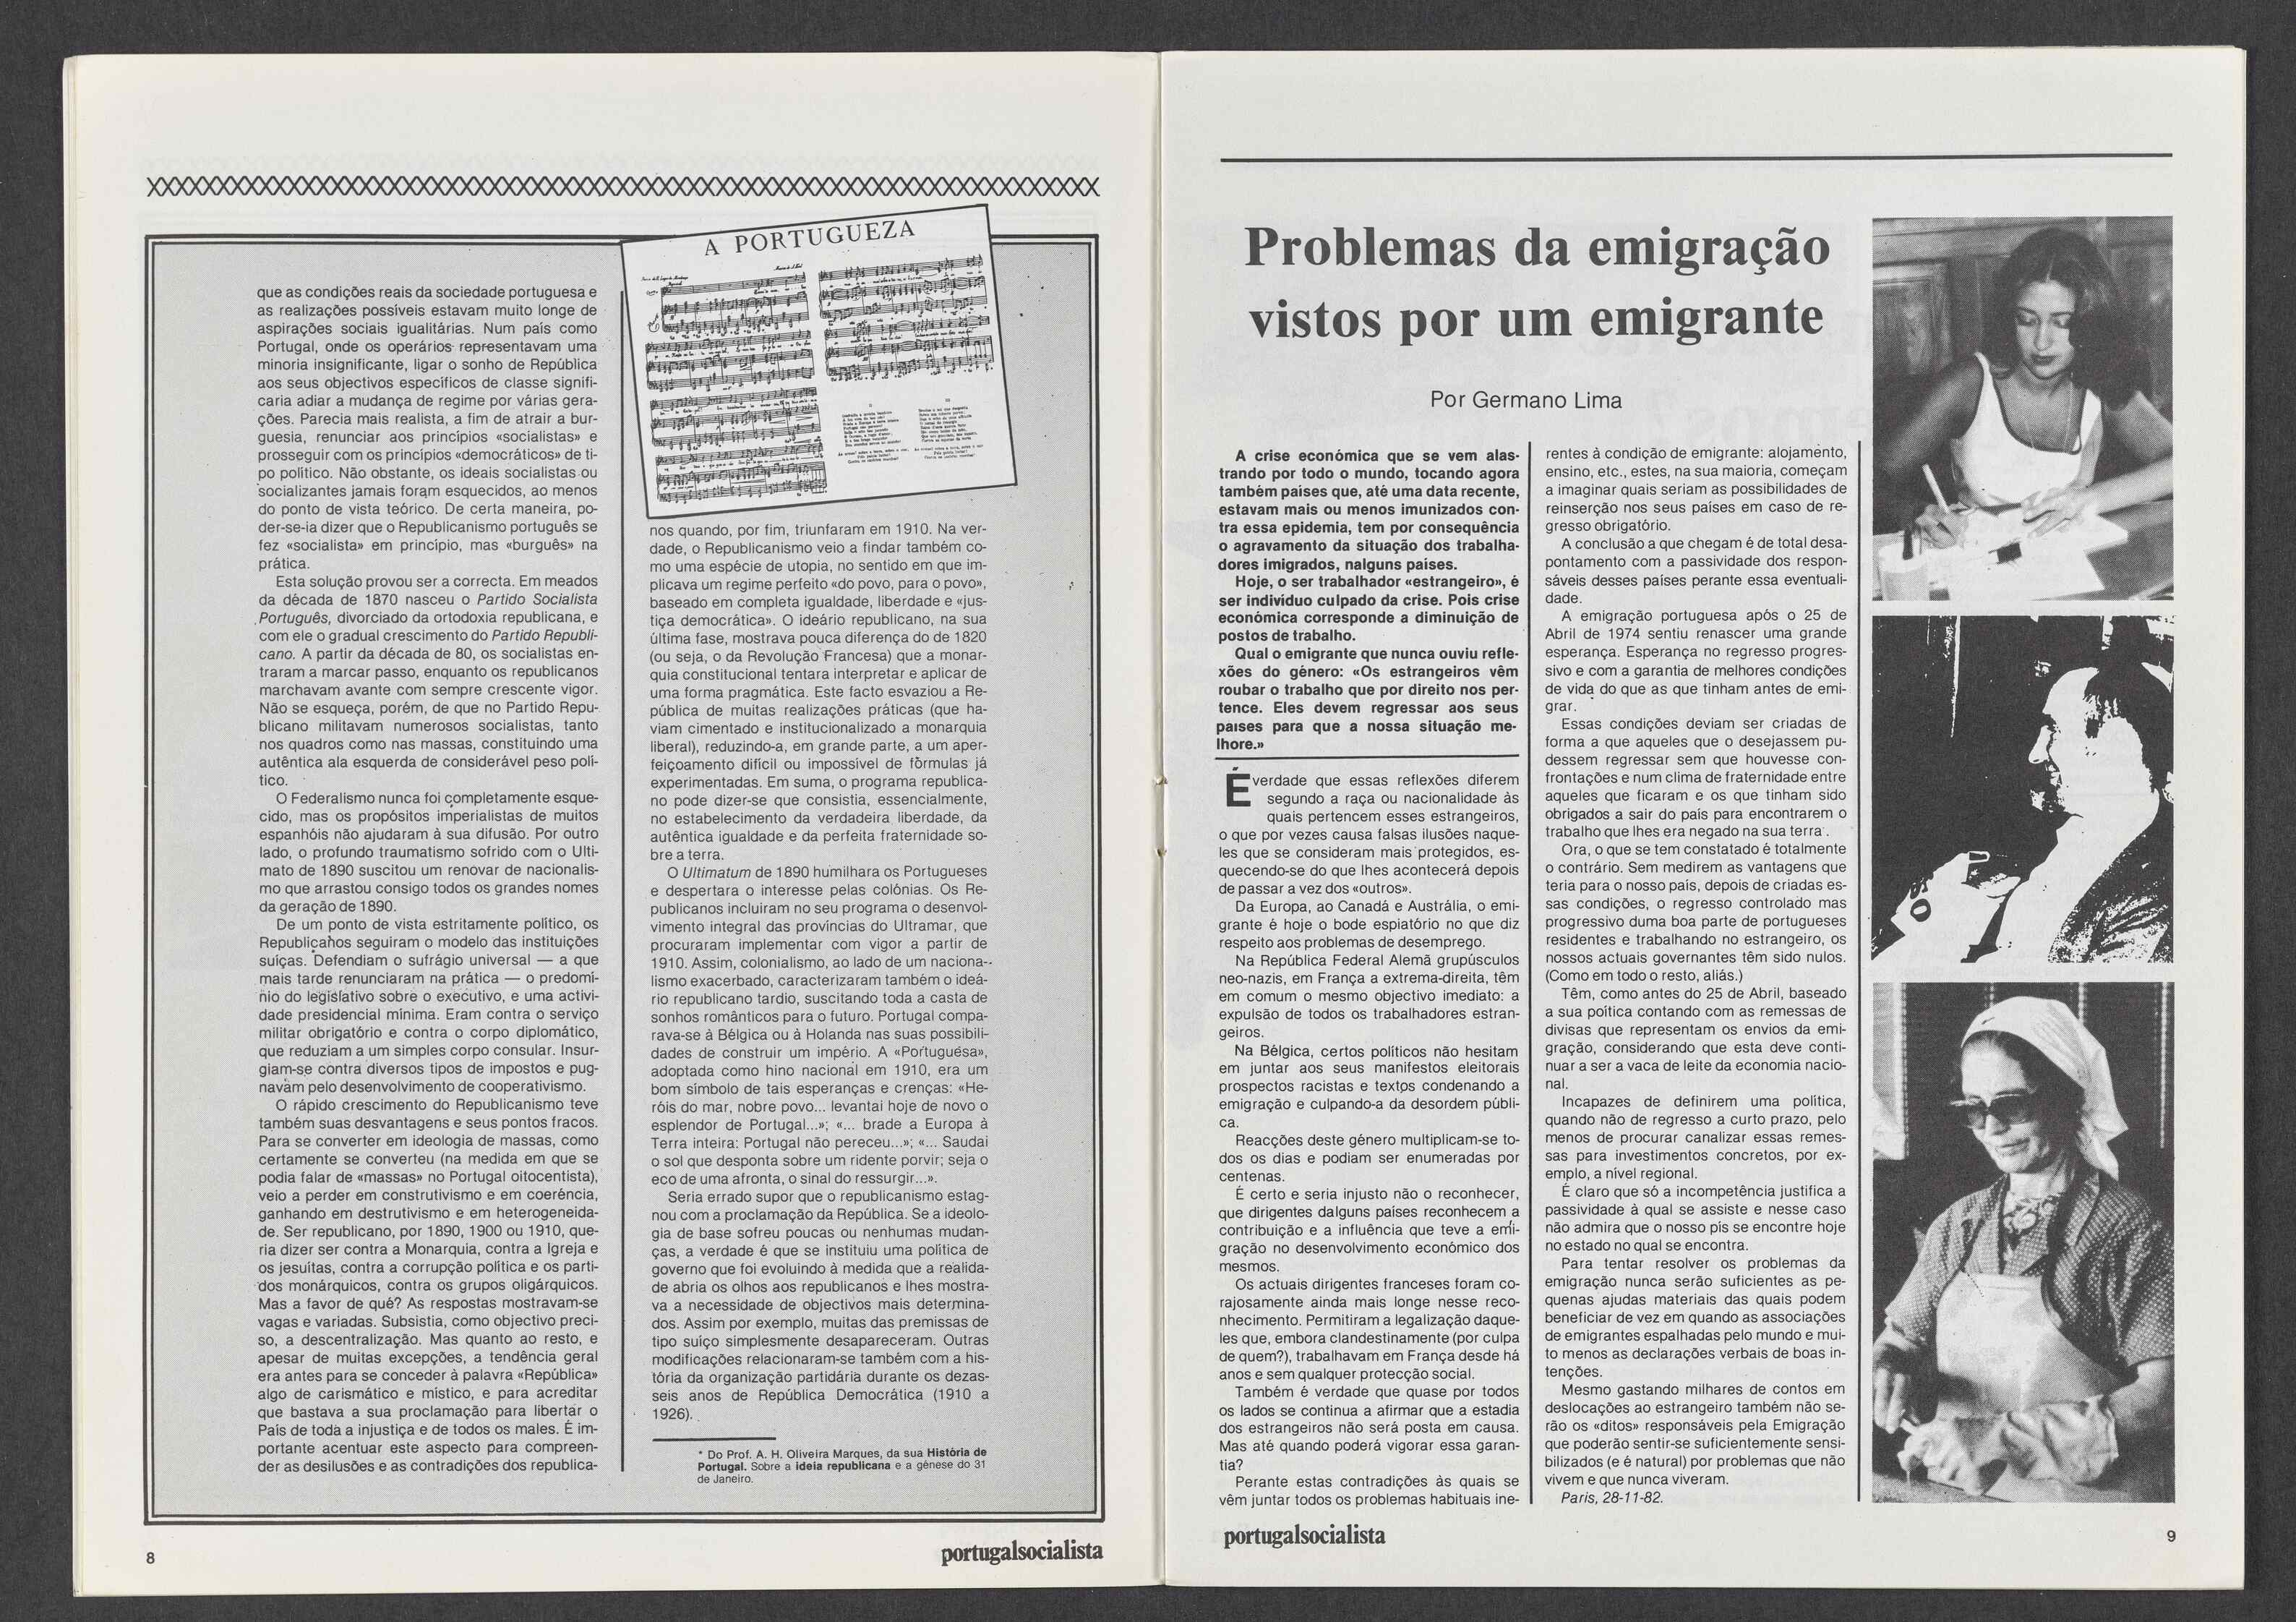 A PORTUGUEZA
que as condições reais da sociedade portuguesa e
as realizações possíveis estavam muito longe de
aspirações sociais igualitárias. Num país como
Portugal, onde os operários representavam uma
minoria insignificante, ligar o sonho de República
aos seus objectivos específicos de classe signifi-
caria adiar a mudança de regime por várias gera-
ções. Parecia mais realista, a fim de atrair a bur-
guesia, renunciar aos princípios «socialistas» e
prosseguir com os princípios «democráticos» de ti-
po político. Não obstante, os ideais socialistas ou
socializantes jamais foram esquecidos, ao menos
do ponto de vista teórico. De certa maneira, po-
der-se-ia dizer que o Republicanismo português se
fez «socialista» em princípio, mas «burguês» na
prática.
Esta solução provou ser a correcta. Em meados
da década de 1870 nasceu o Partido Socialista
Português, divorciado da ortodoxia republicana, e
com ele o gradual crescimento do Partido Republi-
cano. A partir da década de 80, os socialistas en-
traram a marcar passo, enquanto os republicanos
marchavam avante com sempre crescente vigor.
Não se esqueça, porém, de que no Partido Repu-
blicano militavam numerosos socialistas, tanto
nos quadros como nas massas, constituindo uma
autêntica ala esquerda de considerável peso polí-
tico.
O Federalismo nunca foi completamente esque-
cido, mas os propósitos imperialistas de muitos
espanhóis não ajudaram à sua difusão. Por outro
lado, o profundo traumatismo sofrido com o Ulti-
mato de 1890 suscitou um renovar de nacionalis-
mo que arrastou consigo todos os grandes nomes
da geração de 1890.
De um ponto de vista estritamente político, os
Republicanos seguiram o modelo das instituições
suíças. Defendiam o sufrágio universal — a que
mais tarde renunciaram na prática — o predomí-
nio do legislativo sobre o executivo, e uma activi-
dade presidencial mínima. Eram contra o serviço
militar obrigatório e contra o corpo diplomático,
que reduziam a um simples corpo consular. Insur-
giam-se contra diversos tipos de impostos e pug-
navam pelo desenvolvimento de cooperativismo.
O rápido crescimento do Republicanismo teve
também suas desvantagens e seus pontos fracos.
Para se converter em ideologia de massas, como
certamente se converteu (na medida em que se
podia falar de «massas» no Portugal oitocentista),
veio a perder em construtivismo e em coerência,
ganhando em destrutivismo e em heterogeneida-
de. Ser republicano, por 1890, 1900 ou 1910, que-
ria dizer ser contra a Monarquia, contra a Igreja e
os jesuítas, contra a corrupção política e os parti-
dos monárquicos, contra os grupos oligárquicos.
Mas a favor de quê? As respostas mostravam-se
vagas e variadas. Subsistia, como objectivo preci-
so, a descentralização. Mas quanto ao resto, e
apesar de muitas excepções, a tendência geral
era antes para se conceder à palavra «República»
algo de carismático e místico, e para acreditar
que bastava a sua proclamação para libertar o
País de toda a injustiça e de todos os males. É im-
portante acentuar este aspecto para compreen-
der as desilusões e as contradições dos republica-
nos quando, por fim, triunfaram em 1910. Na ver-
dade, o Republicanismo veio a findar também co-
mo uma espécie de utopia, no sentido em que im-
plicava um regime perfeito «do povo, para o povo»,
baseado em completa igualdade, liberdade e «jus-
tiça democrática». O ideário republicano, na sua
última fase, mostrava pouca diferença do de 1820
(ou seja, o da Revolução Francesa) que a monar-
quia constitucional tentara interpretar e aplicar de
uma forma pragmática. Este facto esvaziou a Re-
pública de muitas realizações práticas (que ha-
viam cimentado e institucionalizado a monarquia
liberal), reduzindo-a, em grande parte, a um aper-
feiçoamento difícil ou impossível de fórmulas já
experimentadas. Em suma, o programa republica-
no pode dizer-se que consistia, essencialmente,
no estabelecimento da verdadeira liberdade, da
autêntica igualdade e da perfeita fraternidade so-
bre a terra.
O Ultimatum de 1890 humilhara os Portugueses
e despertara o interesse pelas colónias. Os Re-
publicanos incluiram no seu programa o desenvol-
vimento integral das províncias do Ultramar, que
procuraram implementar com vigor a partir de
1910. Assim, colonialismo, ao lado de um naciona-
lismo exacerbado, caracterizaram também o ideá-
rio republicano tardio, suscitando toda a casta de
sonhos românticos para o futuro. Portugal compa-
rava-se à Bélgica ou à Holanda nas suas possibili-
dades de construir um império. A «Portuguésa»,
adoptada como hino nacional em 1910, era um
bom símbolo de tais esperanças e crenças: «He-
róis do mar, nobre povo... levantai hoje de novo o
esplendor de Portugal...»; «... brade a Europa à
Terra inteira: Portugal não pereceu...»; «... Saudai
o sol que desponta sobre um ridente porvir; seja o
eco de uma afronta, o sinal do ressurgir...».
Seria errado supor que o republicanismo estag-
nou com a proclamação da República. Se a ideolo-
gia de base sofreu poucas ou nenhumas mudan-
ças, a verdade é que se instituiu uma política de
governo que foi evoluindo à medida que a realida-
de abria os olhos aos republicanos e lhes mostra-
va a necessidade de objectivos mais determina-
dos. Assim por exemplo, muitas das premissas de
tipo suíço simplesmente desapareceram. Outras
modificações relacionaram-se também com a his-
tória da organização partidária durante os dezas-
seis anos de República Democrática (1910 a
1926).
* Do Prof. A. H. Oliveira Marques, da sua História de
Portugal. Sobre a ideia republicana e a génese do 31
de Janeiro.
8
portugalsocialista
Problemas da emigração
vistos por um emigrante
Por Germano Lima
A crise económica que se vem alas-
trando por todo o mundo, tocando agora
também países que, até uma data recente,
estavam mais ou menos imunizados con-
tra essa epidemia, tem por consequência
o agravamento da situação dos trabalha-
dores imigrados, nalguns países.
Hoje, o ser trabalhador «estrangeiro», é
ser indivíduo culpado da crise. Pois crise
económica corresponde a diminuição de
postos de trabalho.
Qual o emigrante que nunca ouviu refle-
xões do género: «Os estrangeiros vêm
roubar o trabalho que por direito nos per-
tence. Eles devem regressar aos seus
países para que a nossa situação me-
lhore.»
É verdade que essas reflexões diferem
segundo a raça ou nacionalidade às
quais pertencem esses estrangeiros,
o que por vezes causa falsas ilusões naque-
les que se consideram mais protegidos, es-
quecendo-se do que lhes acontecerá depois
de passar a vez dos «outros».
Da Europa, ao Canadá e Austrália, o emi-
grante é hoje o bode espiatório no que diz
respeito aos problemas de desemprego.
Na República Federal Alemã grupúsculos
neo-nazis, em França a extrema-direita, têm
em comum o mesmo objectivo imediato: a
expulsão de todos os trabalhadores estran-
geiros.
Na Bélgica, certos políticos não hesitam
em juntar aos seus manifestos eleitorais
prospectos racistas e textos condenando a
emigração e culpando-a da desordem públi-
ca.
Reacções deste género multiplicam-se to-
dos os dias e podiam ser enumeradas por
centenas.
É certo e seria injusto não o reconhecer,
que dirigentes dalguns países reconhecem a
contribuição e a influência que teve a emi-
gração no desenvolvimento económico dos
mesmos.
Os actuais dirigentes franceses foram co-
rajosamente ainda mais longe nesse reco-
nhecimento. Permitiram a legalização daque-
les que, embora clandestinamente (por culpa
de quem?), trabalhavam em França desde há
anos e sem qualquer protecção social.
Também é verdade que quase por todos
os lados se continua a afirmar que a estadia
dos estrangeiros não será posta em causa.
Mas até quando poderá vigorar essa garan-
tia?
Perante estas contradições às quais se
vêm juntar todos os problemas habituais ine-
rentes à condição de emigrante: alojamento,
ensino, etc., estes, na sua maioria, começam
a imaginar quais seriam as possibilidades de
reinserção nos seus países em caso de re-
gresso obrigatório.
A conclusão a que chegam é de total desa-
pontamento com a passividade dos respon-
sáveis desses países perante essa eventuali-
dade.
A emigração portuguesa após o 25 de
Abril de 1974 sentiu renascer uma grande
esperança. Esperança no regresso progres-
sivo e com a garantia de melhores condições
de vida do que as que tinham antes de emi-
grar.
Essas condições deviam ser criadas de
forma a que aqueles que o desejassem pu-
dessem regressar sem que houvesse con-
frontações e num clima de fraternidade entre
aqueles que ficaram e os que tinham sido
obrigados a sair do país para encontrarem o
trabalho que lhes era negado na sua terra.
Ora, o que se tem constatado é totalmente
o contrário. Sem medirem as vantagens que
teria para o nosso país, depois de criadas es-
sas condições, o regresso controlado mas
progressivo duma boa parte de portugueses
residentes e trabalhando no estrangeiro, os
nossos actuais governantes têm sido nulos.
(Como em todo o resto, aliás.)
Têm, como antes do 25 de Abril, baseado
a sua poítica contando com as remessas de
divisas que representam os envios da emi-
gração, considerando que esta deve conti-
nuar a ser a vaca de leite da economia nacio-
nal.
Incapazes de definirem uma política,
quando não de regresso a curto prazo, pelo
menos de procurar canalizar essas remes-
sas para investimentos concretos, por ex-
emplo, a nível regional.
É claro que só a incompetência justifica a
passividade à qual se assiste e nesse caso
não admira que o nosso pis se encontre hoje
no estado no qual se encontra.
Para tentar resolver os problemas da
emigração nunca serão suficientes as pe-
quenas ajudas materiais das quais podem
beneficiar de vez em quando as associações
de emigrantes espalhadas pelo mundo e mui-
to menos as declarações verbais de boas in-
tenções.
Mesmo gastando milhares de contos em
deslocações ao estrangeiro também não se-
rão os «ditos» responsáveis pela Emigração
que poderão sentir-se suficientemente sensi-
bilizados (e é natural) por problemas que não
vivem e que nunca viveram.
Paris, 28-11-82.
portugalsocialista
9